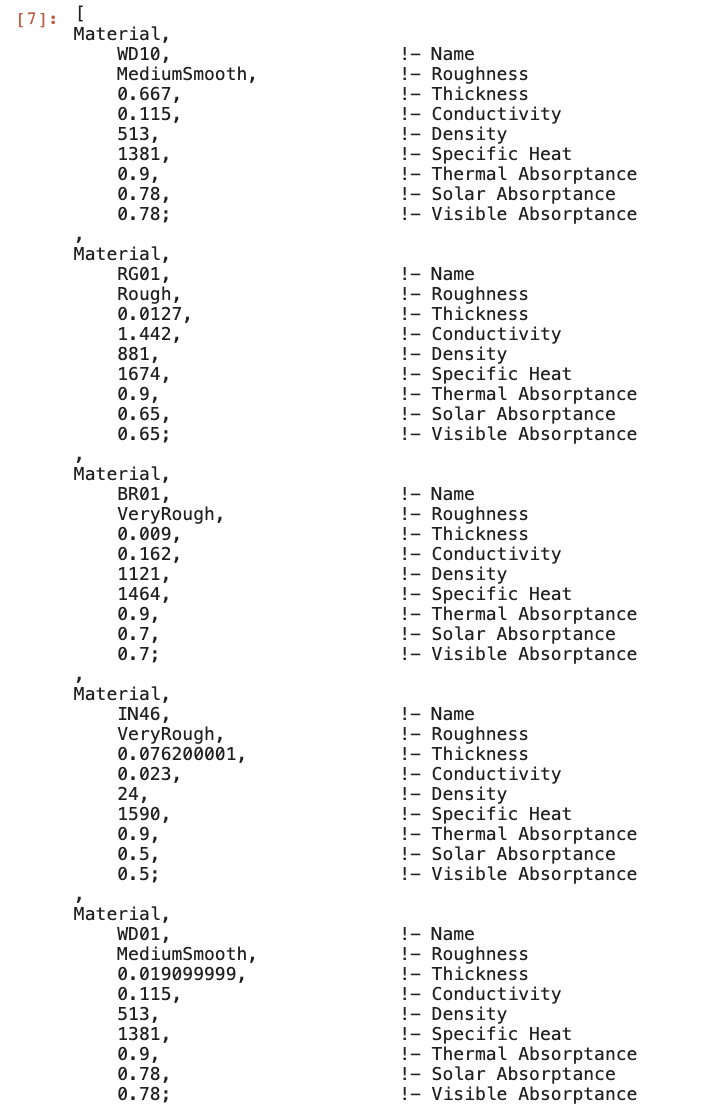 [7]: [
Material,
    WD10,                     !- Name
    MediumSmooth,             !- Roughness
    0.667,                    !- Thickness
    0.115,                    !- Conductivity
    513,                      !- Density
    1381,                     !- Specific Heat
    0.9,                      !- Thermal Absorptance
    0.78,                     !- Solar Absorptance
    0.78;                     !- Visible Absorptance
,
Material,
    RG01,                     !- Name
    Rough,                    !- Roughness
    0.0127,                   !- Thickness
    1.442,                    !- Conductivity
    881,                      !- Density
    1674,                     !- Specific Heat
    0.9,                      !- Thermal Absorptance
    0.65,                     !- Solar Absorptance
    0.65;                     !- Visible Absorptance
,
Material,
    BR01,                     !- Name
    VeryRough,                !- Roughness
    0.009,                    !- Thickness
    0.162,                    !- Conductivity
    1121,                     !- Density
    1464,                     !- Specific Heat
    0.9,                      !- Thermal Absorptance
    0.7,                      !- Solar Absorptance
    0.7;                      !- Visible Absorptance
,
Material,
    IN46,                     !- Name
    VeryRough,                !- Roughness
    0.076200001,              !- Thickness
    0.023,                    !- Conductivity
    24,                       !- Density
    1590,                     !- Specific Heat
    0.9,                      !- Thermal Absorptance
    0.5,                      !- Solar Absorptance
    0.5;                      !- Visible Absorptance
,
Material,
    WD01,                     !- Name
    MediumSmooth,             !- Roughness
    0.019099999,              !- Thickness
    0.115,                    !- Conductivity
    513,                      !- Density
    1381,                     !- Specific Heat
    0.9,                      !- Thermal Absorptance
    0.78,                     !- Solar Absorptance
    0.78;                     !- Visible Absorptance